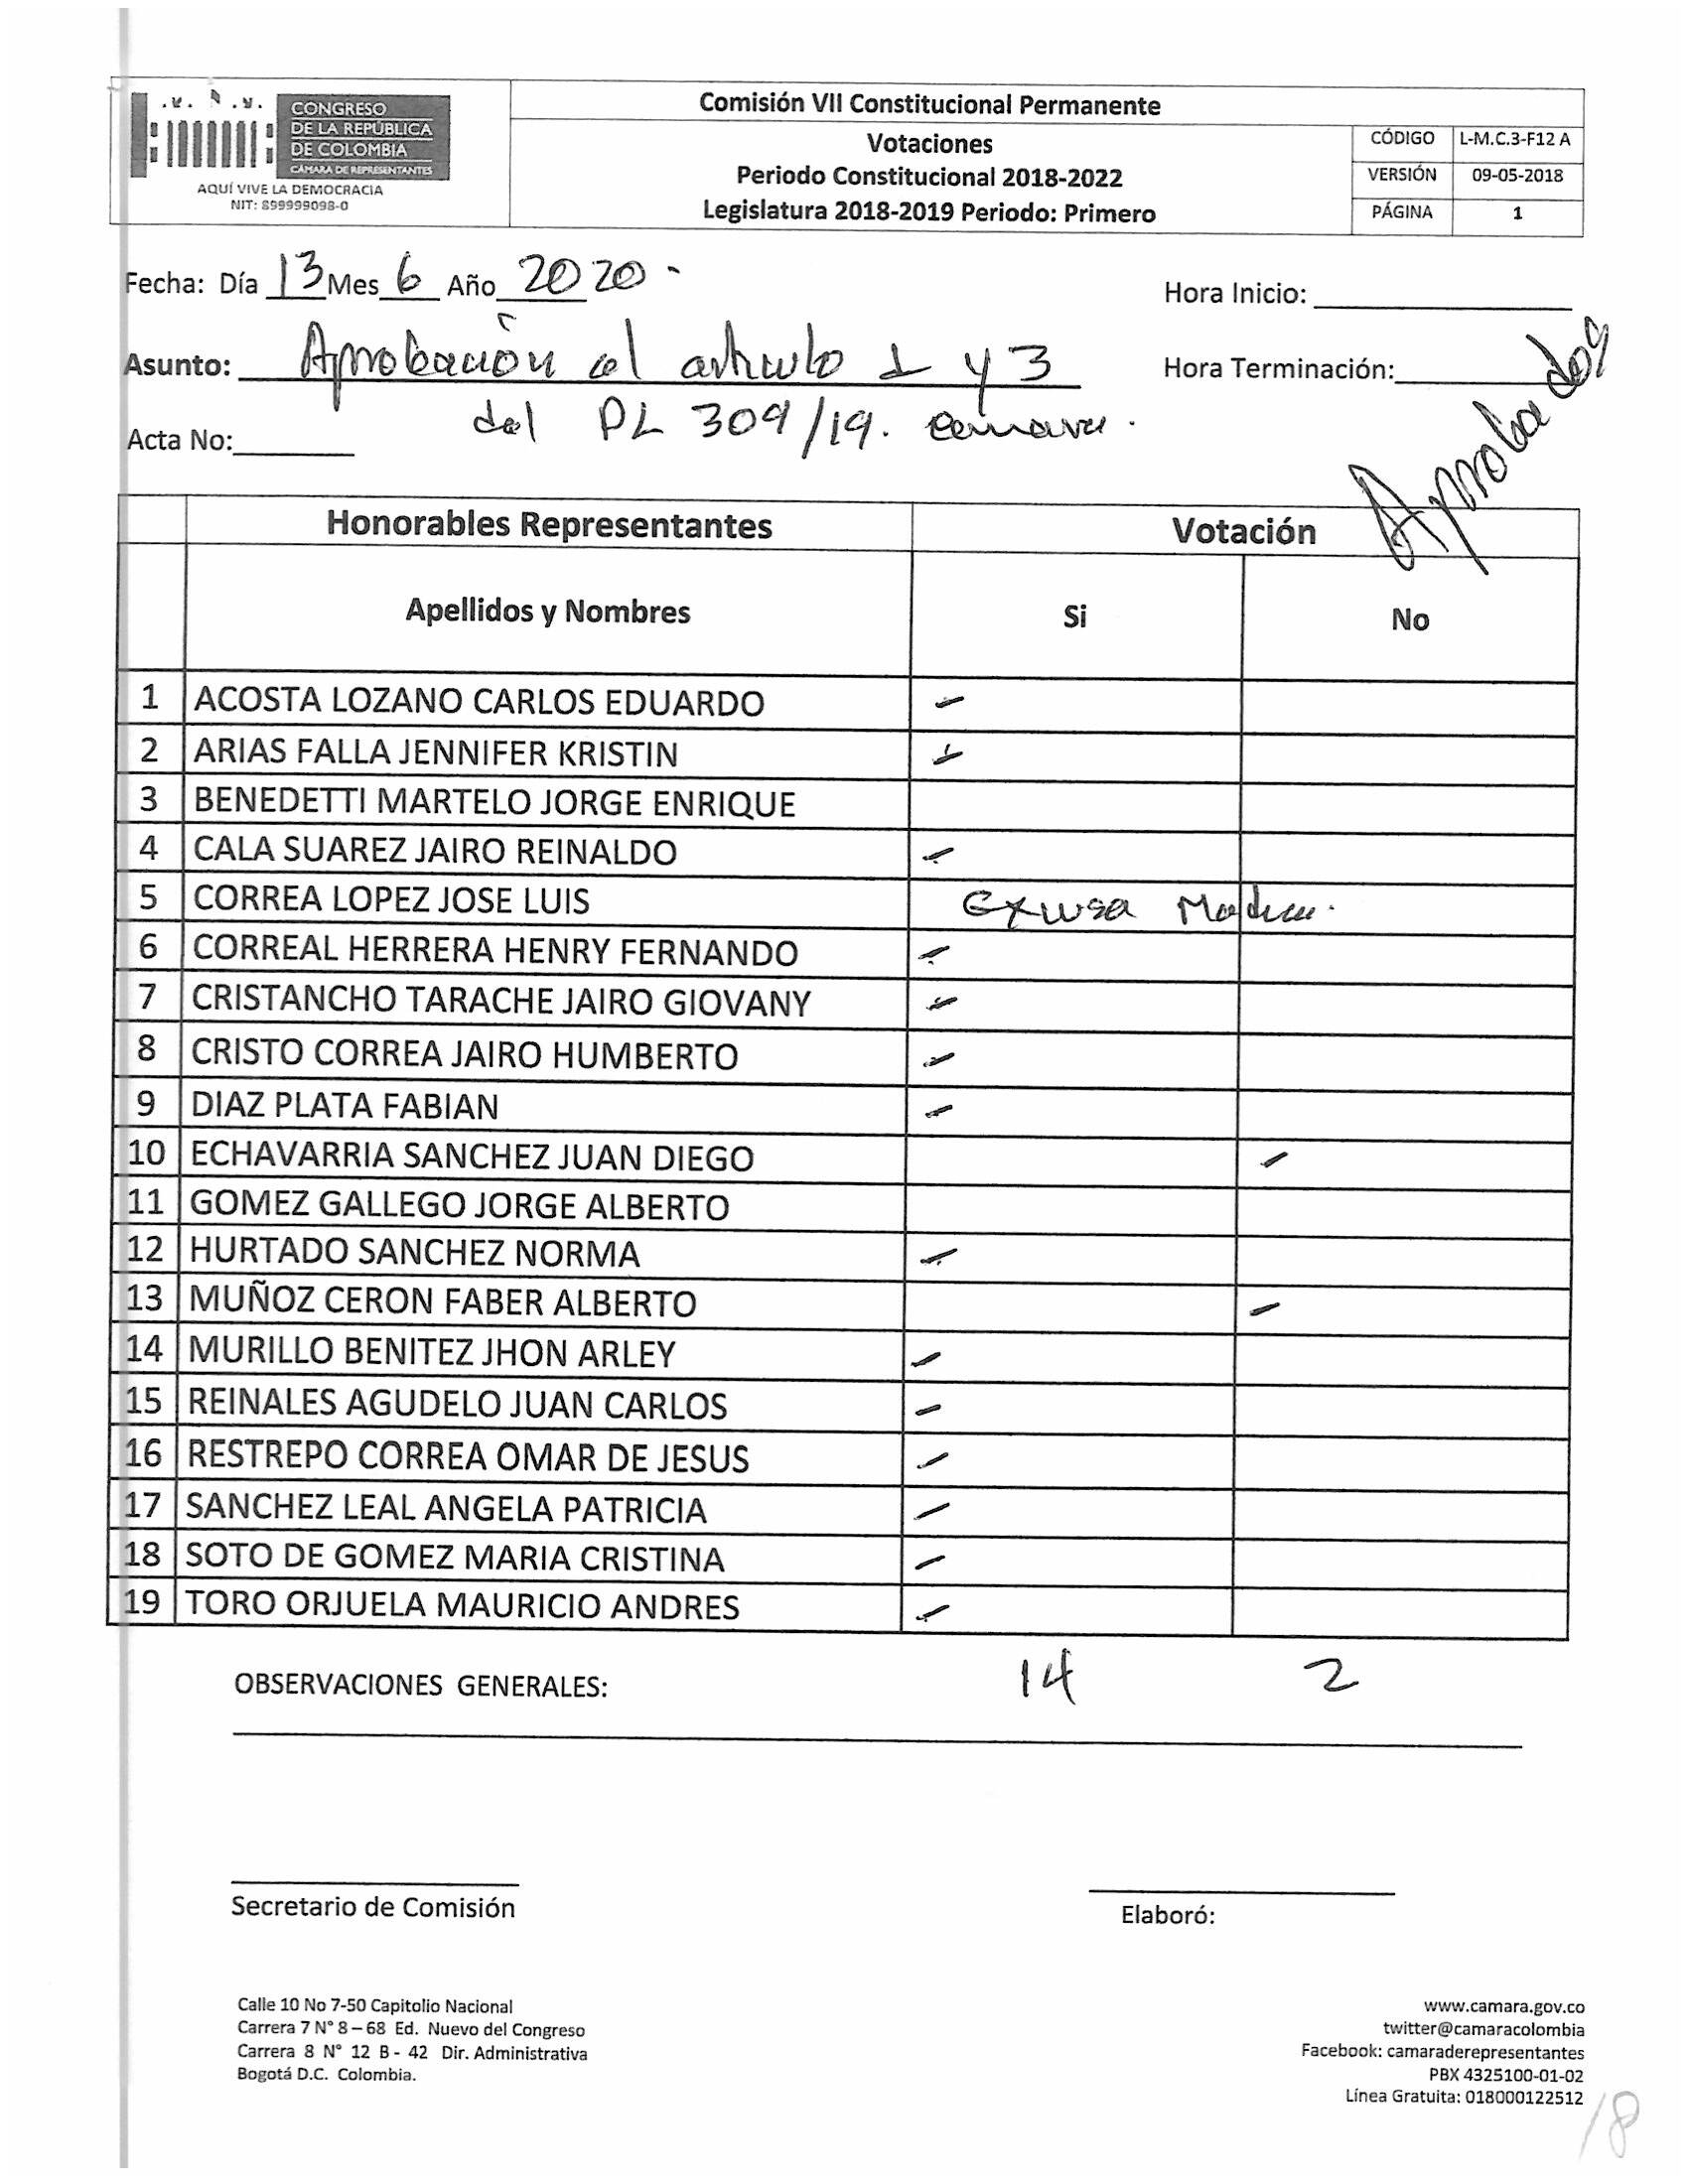 CONGRESO
DE LA REPÚBLICA
DE COLOMBIA
CÁMARA DE REPRESENTANTES
AQUÍ VIVE LA DEMOCRACIA
NIT: 899999098-0
Comisión VII Constitucional Permanente
Votaciones
Periodo Constitucional 2018-2022
Legislatura 2018-2019 Periodo: Primero
CÓDIGO L-M.C.3-F12 A
VERSIÓN 09-05-2018
PÁGINA 1
Fecha: Día 13 Mes 6 Año 2020-
Hora Inicio:
Asunto: Aprobación del articulo 1 y 3
Hora Terminación:
del PL 309/19. camara.
Acta No:
Aprobados
Honorables Representantes Votación
Apellidos y Nombres Si No
1 ACOSTA LOZANO CARLOS EDUARDO
2 ARIAS FALLA JENNIFER KRISTIN
3 BENEDETTI MARTELO JORGE ENRIQUE
4 CALA SUAREZ JAIRO REINALDO
5 CORREA LOPEZ JOSE LUIS Excusa Medica.
6 CORREAL HERRERA HENRY FERNANDO
7 CRISTANCHO TARACHE JAIRO GIOVANY
8 CRISTO CORREA JAIRO HUMBERTO
9 DIAZ PLATA FABIAN
10 ECHAVARRIA SANCHEZ JUAN DIEGO
11 GOMEZ GALLEGO JORGE ALBERTO
12 HURTADO SANCHEZ NORMA
13 MUÑOZ CERON FABER ALBERTO
14 MURILLO BENITEZ JHON ARLEY
15 REINALES AGUDELO JUAN CARLOS
16 RESTREPO CORREA OMAR DE JESUS
17 SANCHEZ LEAL ANGELA PATRICIA
18 SOTO DE GOMEZ MARIA CRISTINA
19 TORO ORJUELA MAURICIO ANDRES
OBSERVACIONES GENERALES: 14 2
Secretario de Comisión
Elaboró:
Calle 10 No 7-50 Capitolio Nacional
Carrera 7 N° 8 – 68 Ed. Nuevo del Congreso
Carrera 8 N° 12 B - 42 Dir. Administrativa
Bogotá D.C. Colombia.
www.camara.gov.co
twitter@camaracolombia
Facebook: camaraderepresentantes
PBX 4325100-01-02
Línea Gratuita: 018000122512
18